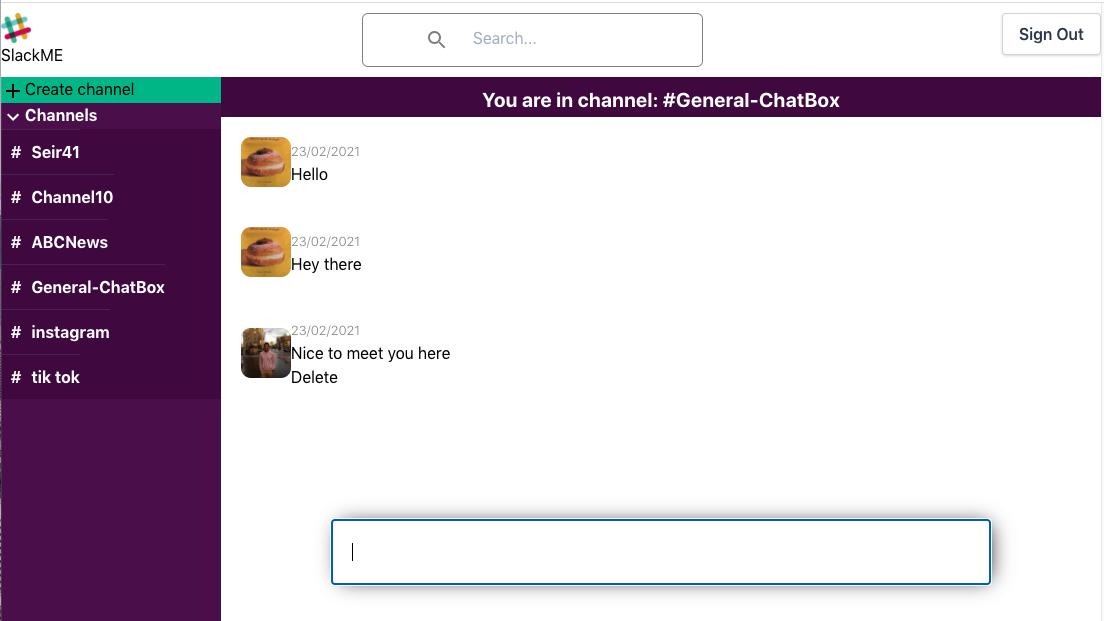 SlackME
Search...
Sign Out
Create channel
Channels
# Seir41
# Channel10
# ABCNews
# General-ChatBox
# instagram
# tik tok
You are in channel: #General-ChatBox
23/02/2021
Hello
23/02/2021
Hey there
23/02/2021
Nice to meet you here
Delete